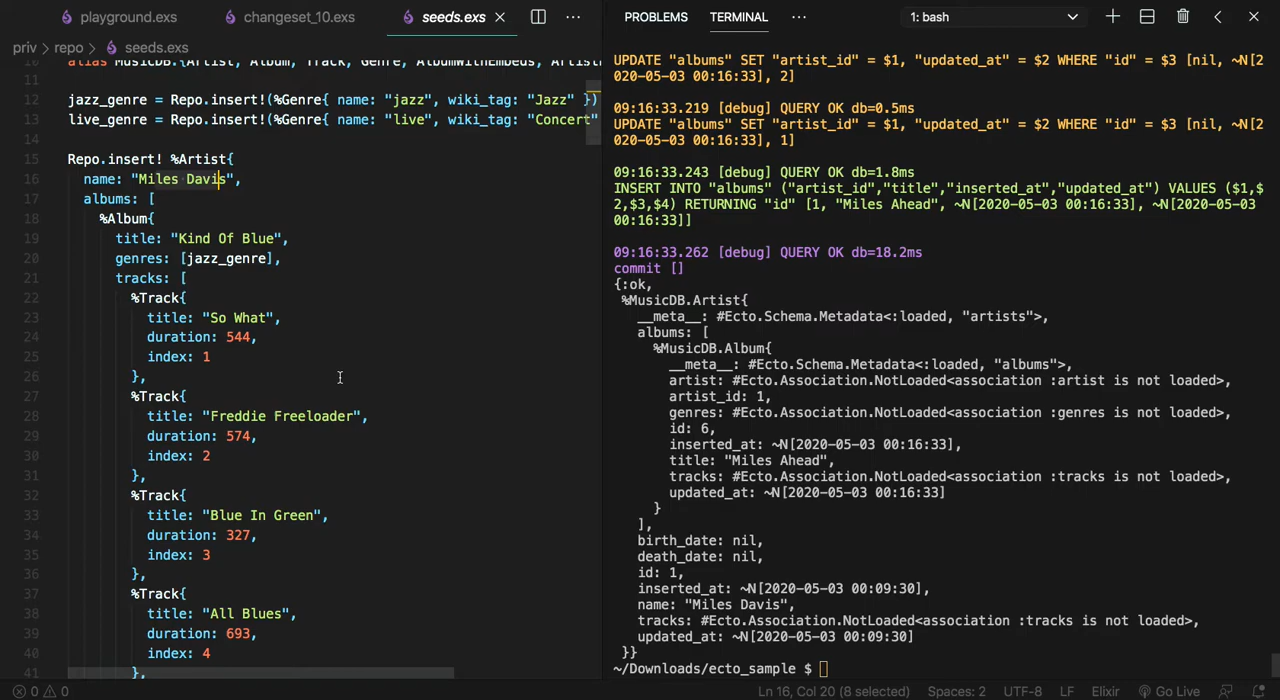 playground.exs
changeset_10.exs
seeds.exs
priv > repo > seeds.exs
10 alias MusicDB.{Artist, Album, Track, Genre, AlbumWithEmbeds, Artist
11
12 jazz_genre = Repo.insert!(%Genre{ name: "jazz", wiki_tag: "Jazz" })
13 live_genre = Repo.insert!(%Genre{ name: "live", wiki_tag: "Concert"
14
15 Repo.insert! %Artist{
16 name: "Miles Davis",
17 albums: [
18 %Album{
19 title: "Kind Of Blue",
20 genres: [jazz_genre],
21 tracks: [
22 %Track{
23 title: "So What",
24 duration: 544,
25 index: 1
26 },
27 %Track{
28 title: "Freddie Freeloader",
29 duration: 574,
30 index: 2
31 },
32 %Track{
33 title: "Blue In Green",
34 duration: 327,
35 index: 3
36 },
37 %Track{
38 title: "All Blues",
39 duration: 693,
40 index: 4
41 },
PROBLEMS TERMINAL ··· 1: bash
UPDATE "albums" SET "artist_id" = $1, "updated_at" = $2 WHERE "id" = $3 [nil, ~N[2
020-05-03 00:16:33], 2]
09:16:33.219 [debug] QUERY OK db=0.5ms
UPDATE "albums" SET "artist_id" = $1, "updated_at" = $2 WHERE "id" = $3 [nil, ~N[2
020-05-03 00:16:33], 1]
09:16:33.243 [debug] QUERY OK db=1.8ms
INSERT INTO "albums" ("artist_id","title","inserted_at","updated_at") VALUES ($1,$
2,$3,$4) RETURNING "id" [1, "Miles Ahead", ~N[2020-05-03 00:16:33], ~N[2020-05-03
00:16:33]]
09:16:33.262 [debug] QUERY OK db=18.2ms
commit []
{:ok,
%MusicDB.Artist{
__meta__: #Ecto.Schema.Metadata<:loaded, "artists">,
albums: [
%MusicDB.Album{
__meta__: #Ecto.Schema.Metadata<:loaded, "albums">,
artist: #Ecto.Association.NotLoaded<association :artist is not loaded>,
artist_id: 1,
genres: #Ecto.Association.NotLoaded<association :genres is not loaded>,
id: 6,
inserted_at: ~N[2020-05-03 00:16:33],
title: "Miles Ahead",
tracks: #Ecto.Association.NotLoaded<association :tracks is not loaded>,
updated_at: ~N[2020-05-03 00:16:33]
}
],
birth_date: nil,
death_date: nil,
id: 1,
inserted_at: ~N[2020-05-03 00:09:30],
name: "Miles Davis",
tracks: #Ecto.Association.NotLoaded<association :tracks is not loaded>,
updated_at: ~N[2020-05-03 00:09:30]
}}
~/Downloads/ecto_sample $
0 0 Ln 16, Col 20 (8 selected) Spaces: 2 UTF-8 LF Elixir Go Live